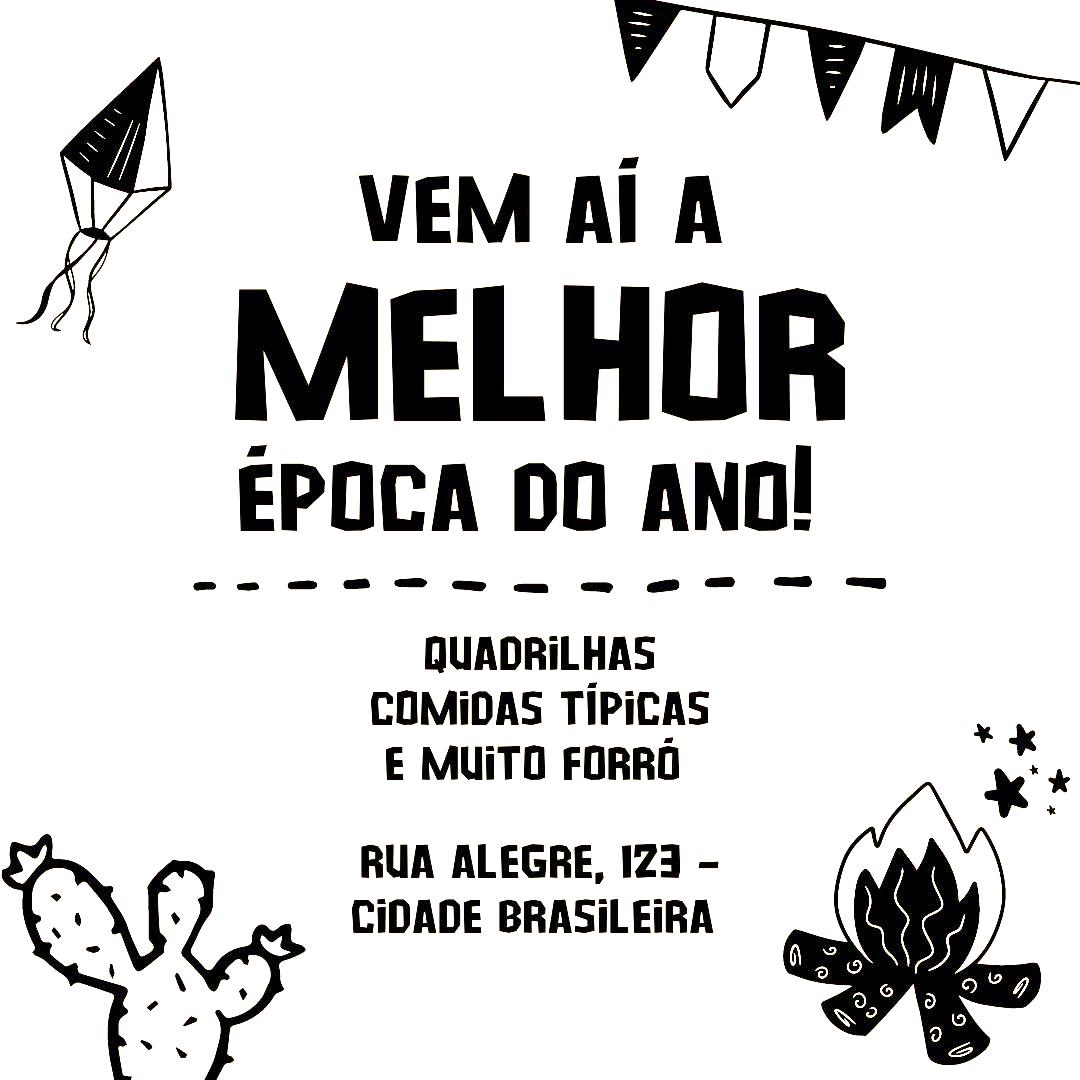 VEM AÍ A
MELHOR
ÉPOCA DO ANO!
QUADRiLHAS
COMiDAS TÍPiCAS
E MUiTO FORRÓ
RUA ALEGRE, 123 -
CiDADE BRASiLEiRA